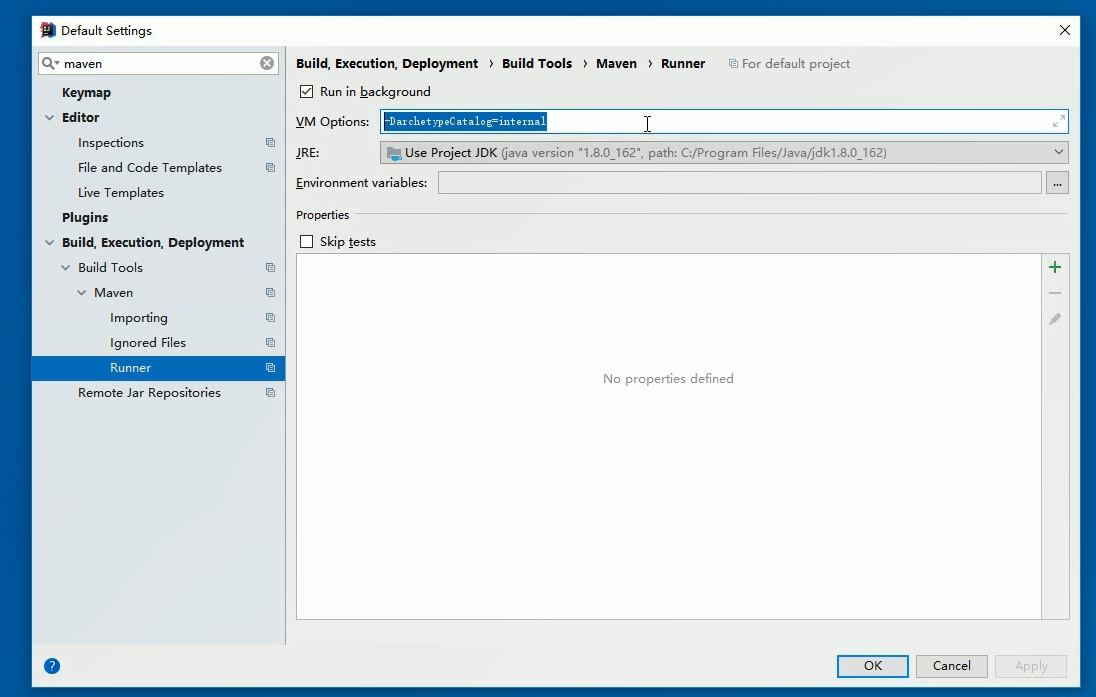 Default Settings
maven
Keymap
Editor
Inspections
File and Code Templates
Live Templates
Plugins
Build, Execution, Deployment
Build Tools
Maven
Importing
Ignored Files
Runner
Remote Jar Repositories
Build, Execution, Deployment › Build Tools › Maven › Runner For default project
Run in background
VM Options: -DarchetypeCatalog=internal
JRE: Use Project JDK (java version "1.8.0_162", path: C:/Program Files/Java/jdk1.8.0_162)
Environment variables: ...
Properties
Skip tests
No properties defined
? OK Cancel Apply